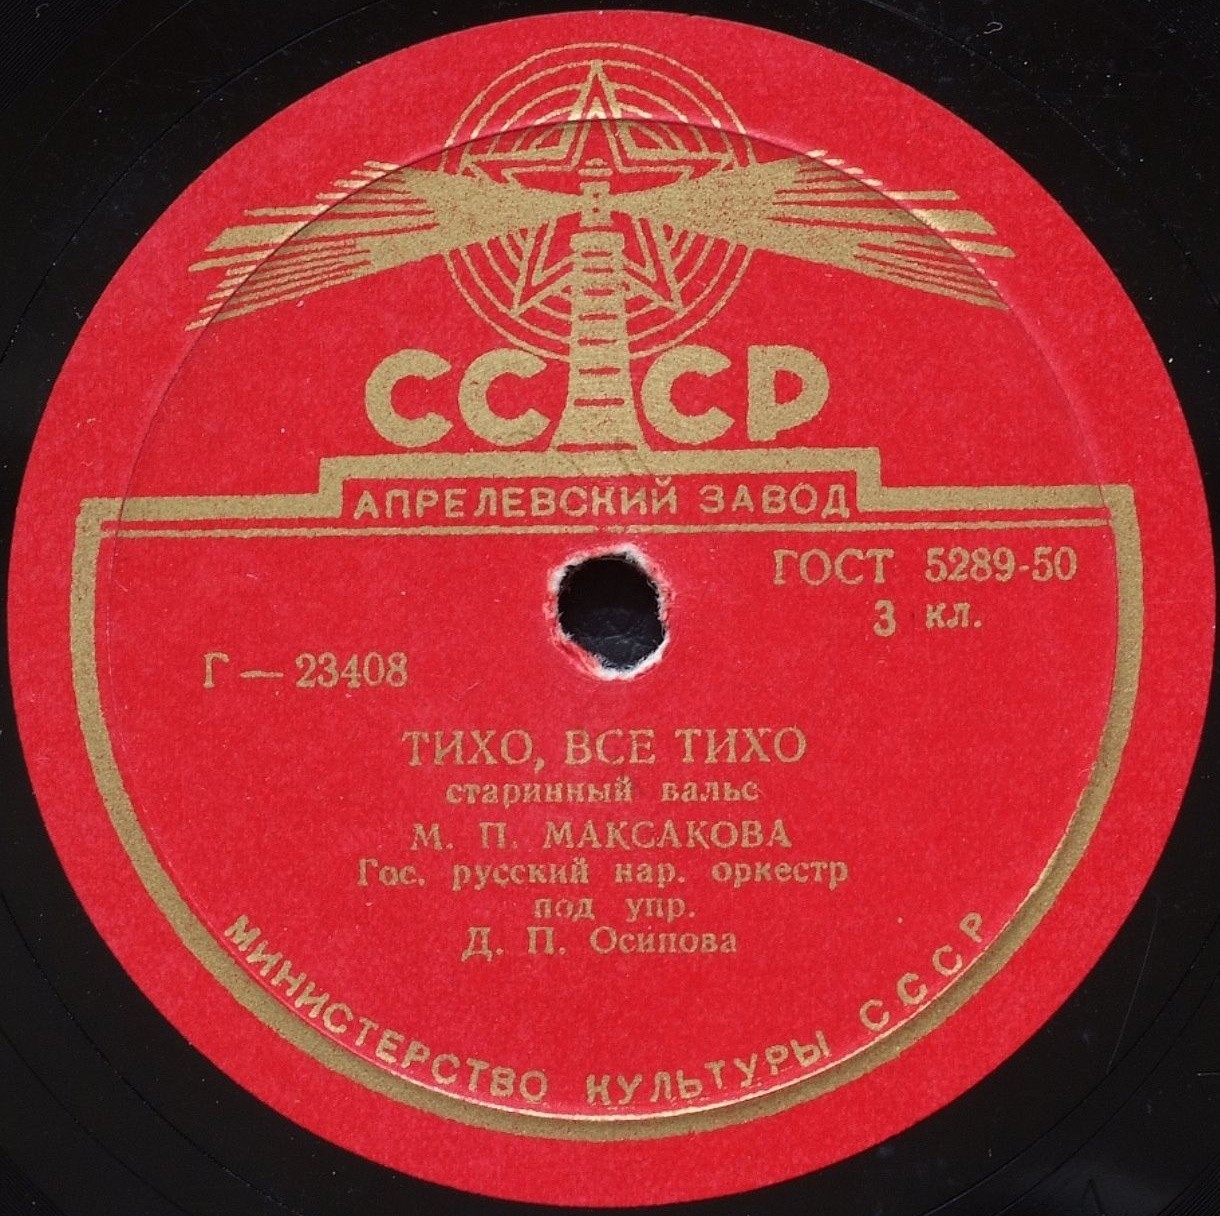 СССР
АПРЕЛЕВСКИЙ ЗАВОД
ГОСТ 5289-50
3 кл.
Г — 23408
ТИХО, ВСЕ ТИХО
старинный вальс
М. П. МАКСАКОВА
Гос. русский нар. оркестр
под упр.
Д. П. Осипова
МИНИСТЕРСТВО КУЛЬТУРЫ СССР